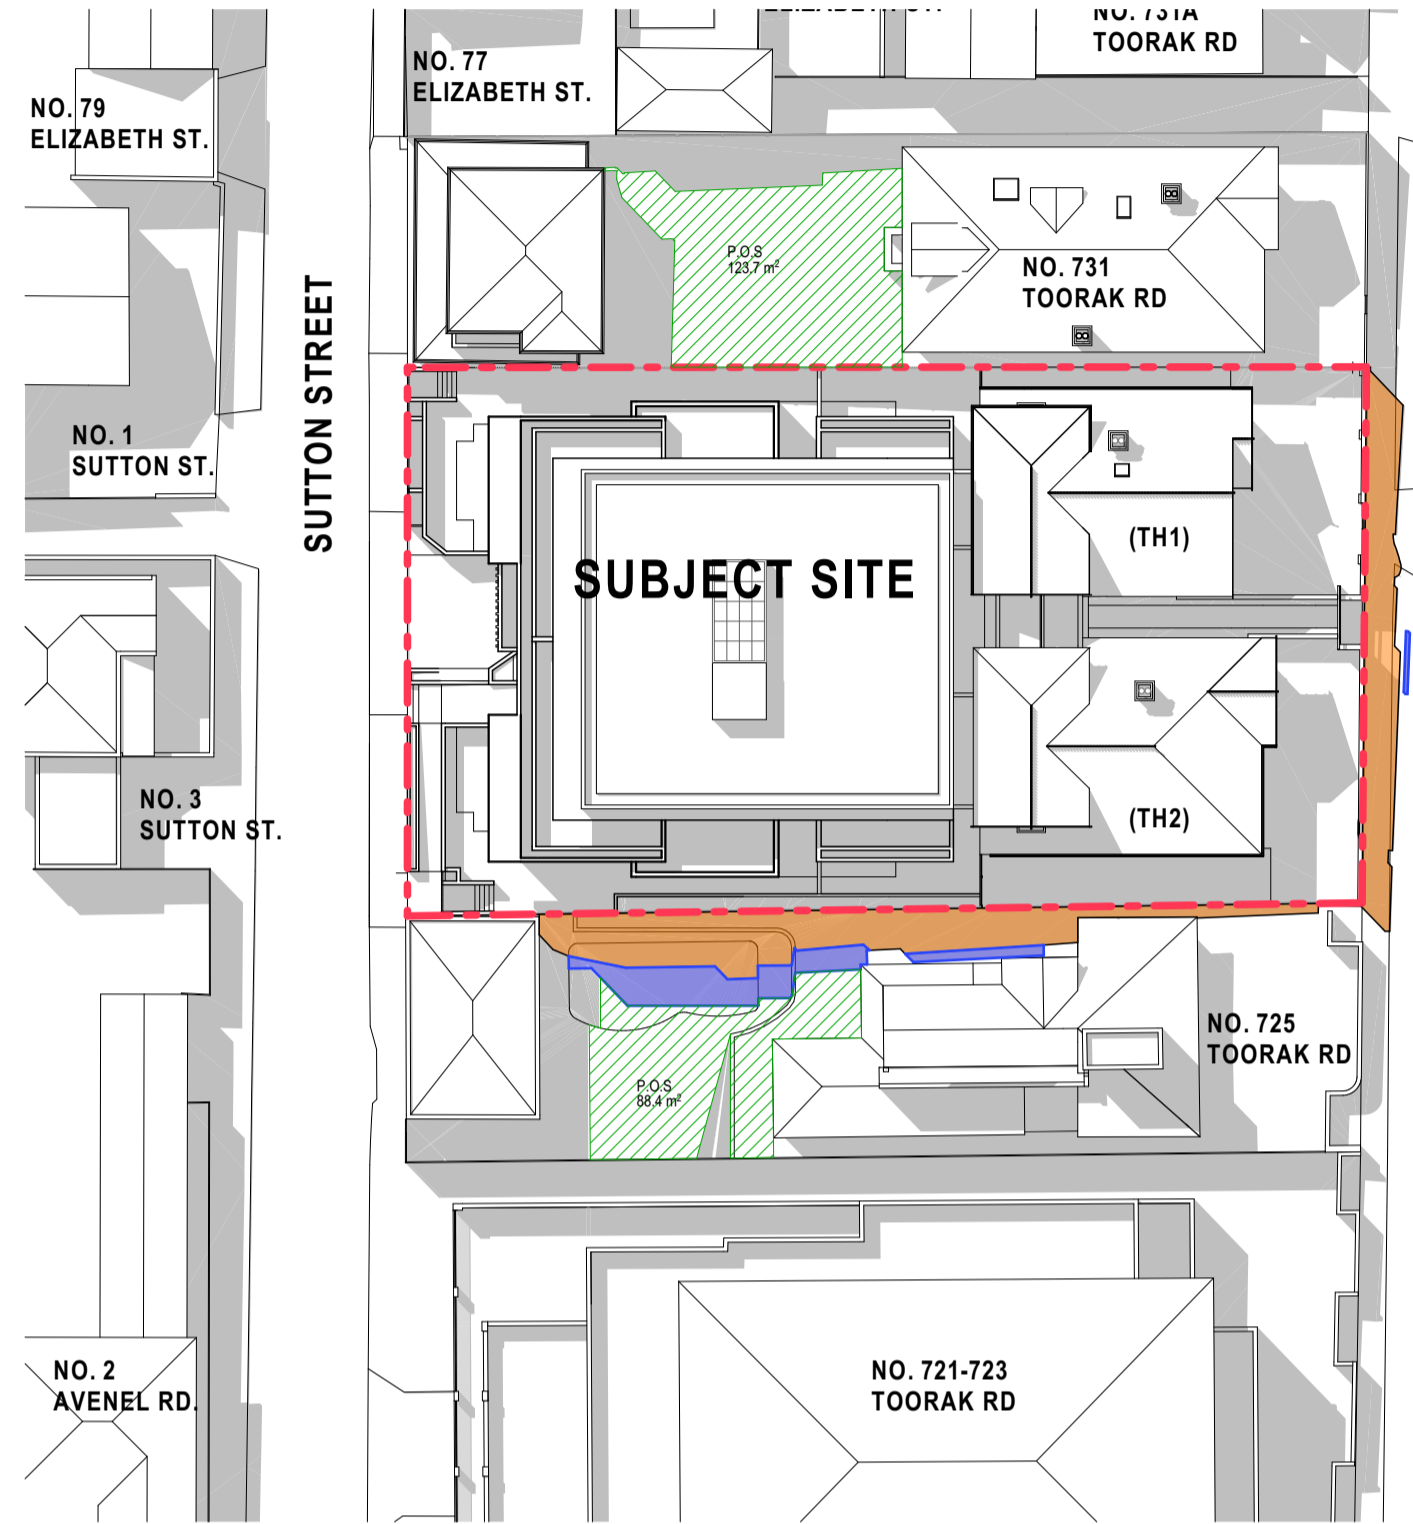 NO. 731A
TOORAK RD
NO. 77
ELIZABETH ST.
NO. 79
ELIZABETH ST.
P.O.S
123.7 m²
NO. 731
TOORAK RD
SUTTON STREET
NO. 1
SUTTON ST.
(TH1)
SUBJECT SITE
NO. 3
SUTTON ST.
(TH2)
NO. 725
TOORAK RD
P.O.S
88.4 m²
NO. 2
AVENEL RD.
NO. 721-723
TOORAK RD